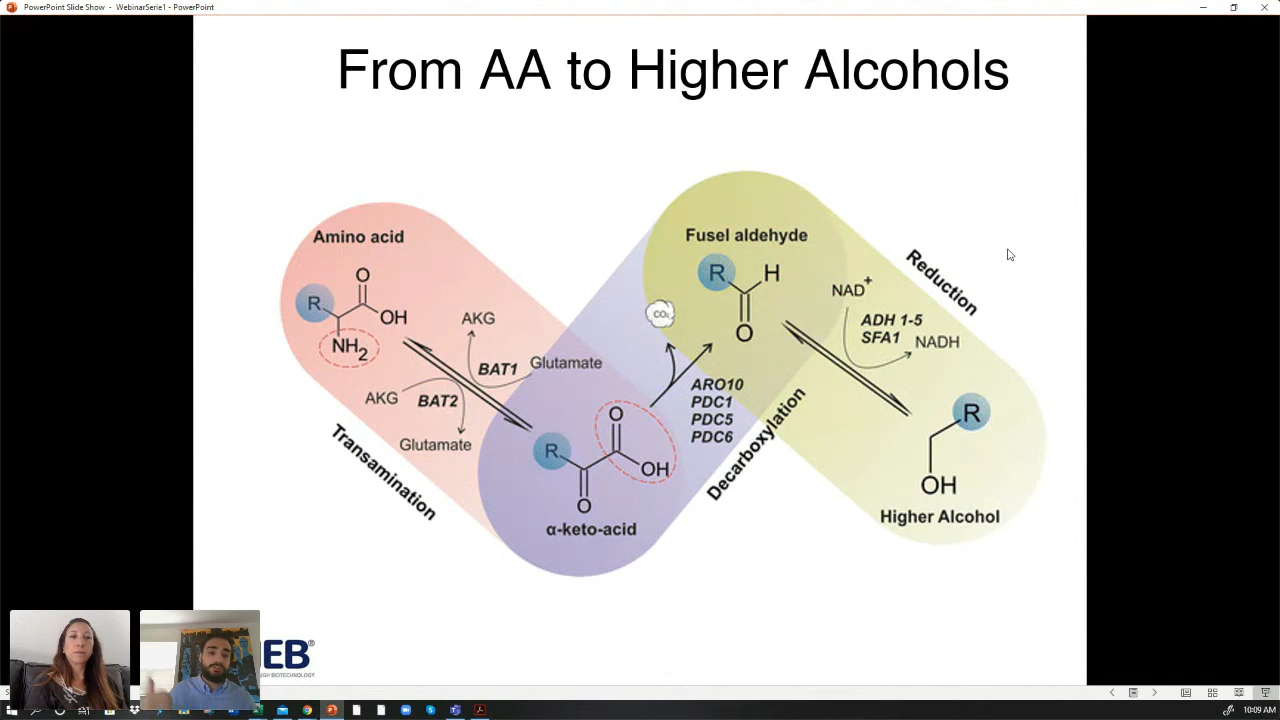 PowerPoint Slide Show - WebinarSerie1 - PowerPoint
From AA to Higher Alcohols
Amino acid
R
O
OH
NH2
AKG
BAT1
Glutamate
AKG
BAT2
Glutamate
Transamination
R
O
OH
O
α-keto-acid
CO2
ARO10
PDC1
PDC5
PDC6
Decarboxylation
Fusel aldehyde
R
H
O
NAD+
ADH 1-5
SFA1
NADH
Reduction
R
OH
Higher Alcohol
EB®
UGH BIOTECHNOLOGY
10:09 AM